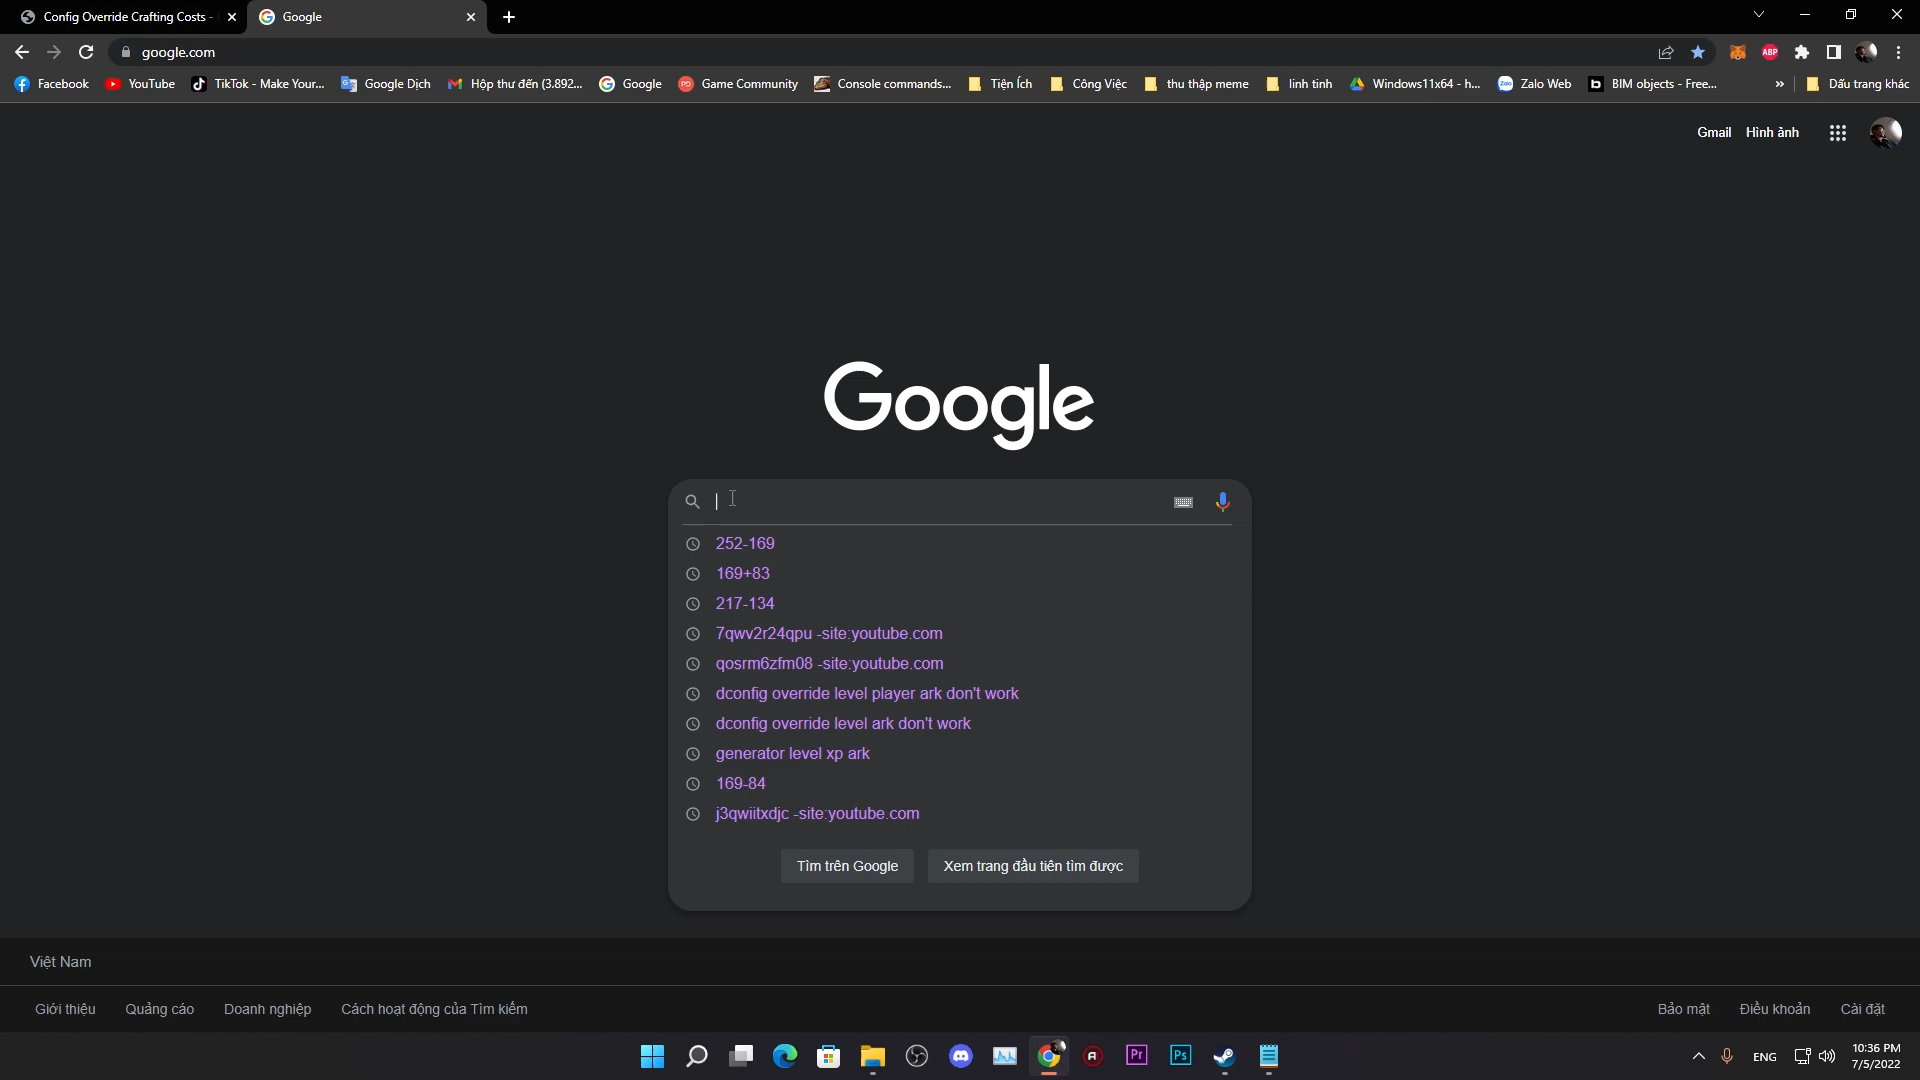 Config Override Crafting Costs -
Google
google.com
Facebook
YouTube
TikTok - Make Your...
Google Dịch
Hộp thư đến (3.892...
Google
Game Community
Console commands...
Tiện Ích
Công Việc
thu thập meme
linh tinh
Windows11x64 - h...
Zalo Web
BIM objects - Free...
»
Dấu trang khác
ABP
Gmail
Hình ảnh
Google
252-169
169+83
217-134
7qwv2r24qpu -site:youtube.com
qosrm6zfm08 -site:youtube.com
dconfig override level player ark don't work
dconfig override level ark don't work
generator level xp ark
169-84
j3qwiitxdjc -site:youtube.com
Tìm trên Google
Xem trang đầu tiên tìm được
Việt Nam
Giới thiệu
Quảng cáo
Doanh nghiệp
Cách hoạt động của Tìm kiếm
Bảo mật
Điều khoản
Cài đặt
Pr
Ps
ENG
10:36 PM
7/5/2022